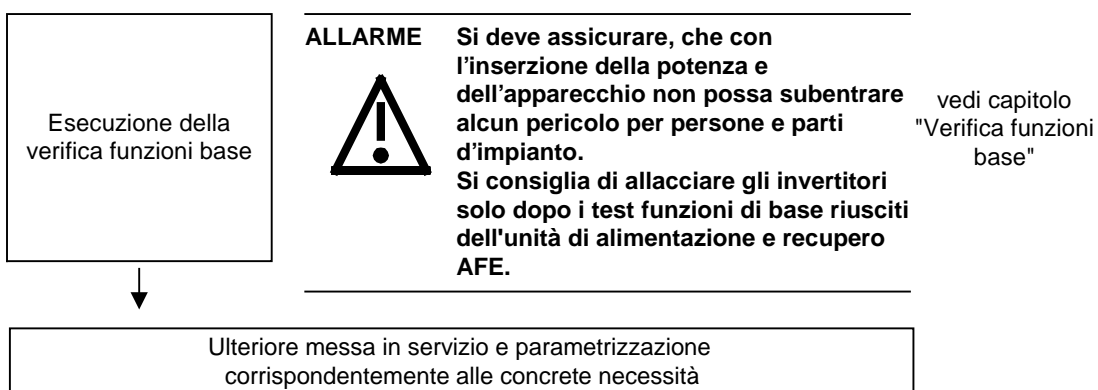 Esecuzione della
verifica funzioni base
ALLARME
Si deve assicurare, che con
l'inserzione della potenza e
dell'apparecchio non possa subentrare
alcun pericolo per persone e parti
d'impianto.
Si consiglia di allacciare gli invertitori
solo dopo i test funzioni di base riusciti
dell'unità di alimentazione e recupero
AFE.
vedi capitolo
"Verifica funzioni
base"
Ulteriore messa in servizio e parametrizzazione
corrispondentemente alle concrete necessità